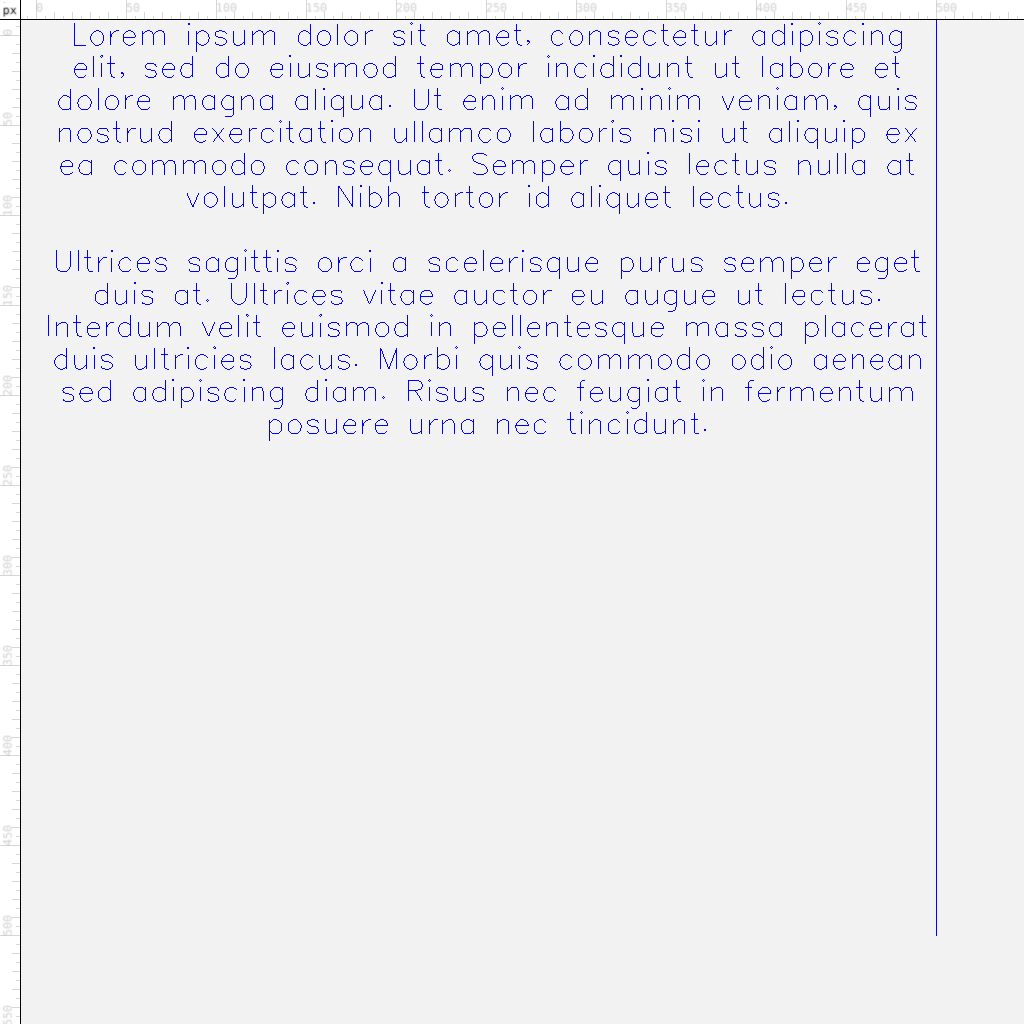 px
0 50 100 150 200 250 300 350 400 450 500
Lorem ipsum dolor sit amet, consectetur adipiscing
elit, sed do eiusmod tempor incididunt ut labore et
dolore magna aliqua. Ut enim ad minim veniam, quis
nostrud exercitation ullamco laboris nisi ut aliquip ex
ea commodo consequat. Semper quis lectus nulla at
volutpat. Nibh tortor id aliquet lectus.
Ultrices sagittis orci a scelerisque purus semper eget
duis at. Ultrices vitae auctor eu augue ut lectus.
Interdum velit euismod in pellentesque massa placerat
duis ultricies lacus. Morbi quis commodo odio aenean
sed adipiscing diam. Risus nec feugiat in fermentum
posuere urna nec tincidunt.
0
50
100
150
200
250
300
350
400
450
500
550